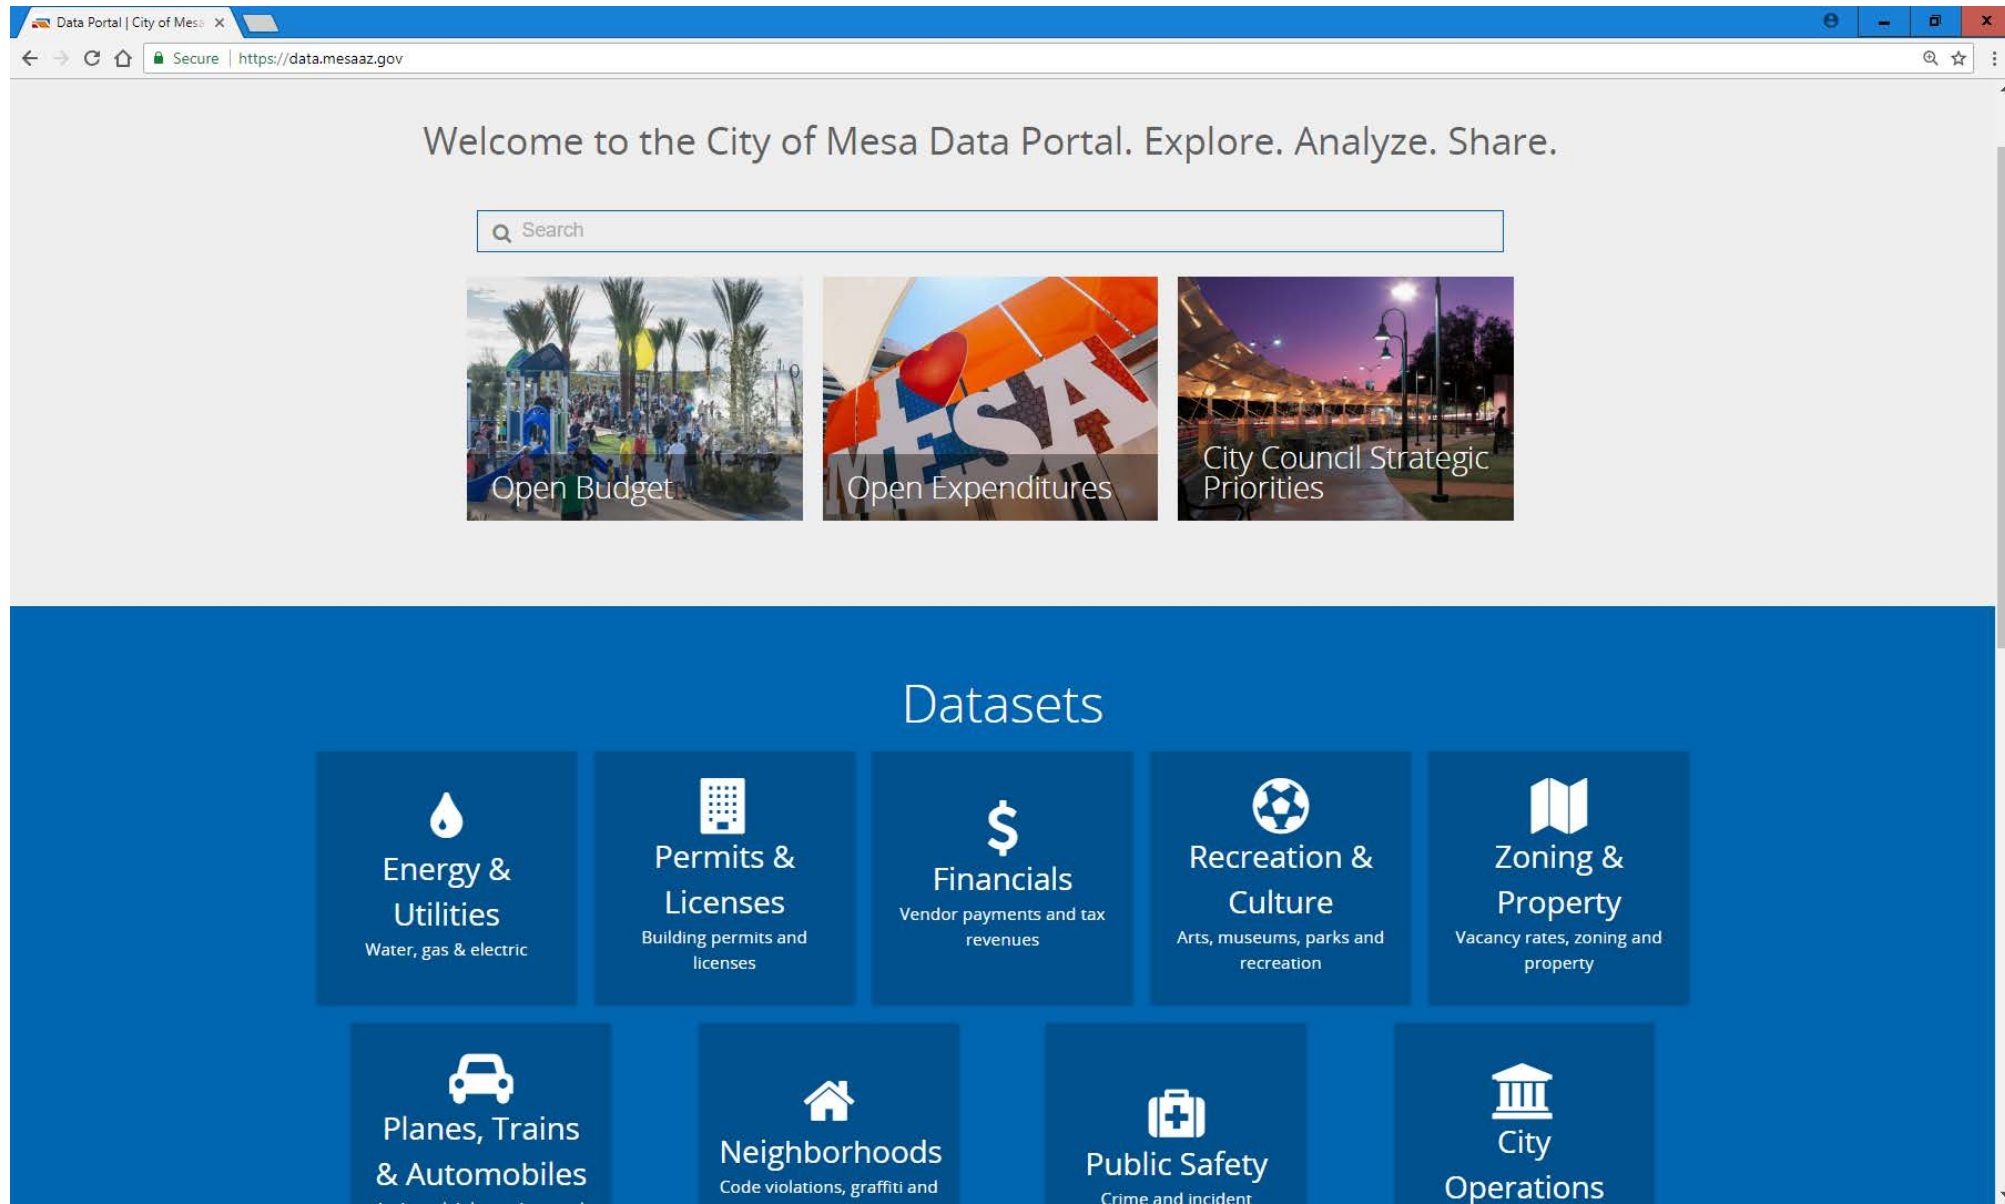 Data Portal | City of Mesa
Secure | https://data.mesaaz.gov
Welcome to the City of Mesa Data Portal. Explore. Analyze. Share.
Search
Open Budget
I
MESA
Open Expenditures
City Council Strategic
Priorities
Datasets
Energy &
Utilities
Water, gas & electric
Permits &
Licenses
Building permits and
licenses
$
Financials
Vendor payments and tax
revenues
Recreation &
Culture
Arts, museums, parks and
recreation
Zoning &
Property
Vacancy rates, zoning and
property
Planes, Trains
& Automobiles
Neighborhoods
Code violations, graffiti and
Public Safety
Crime and incident
City
Operations